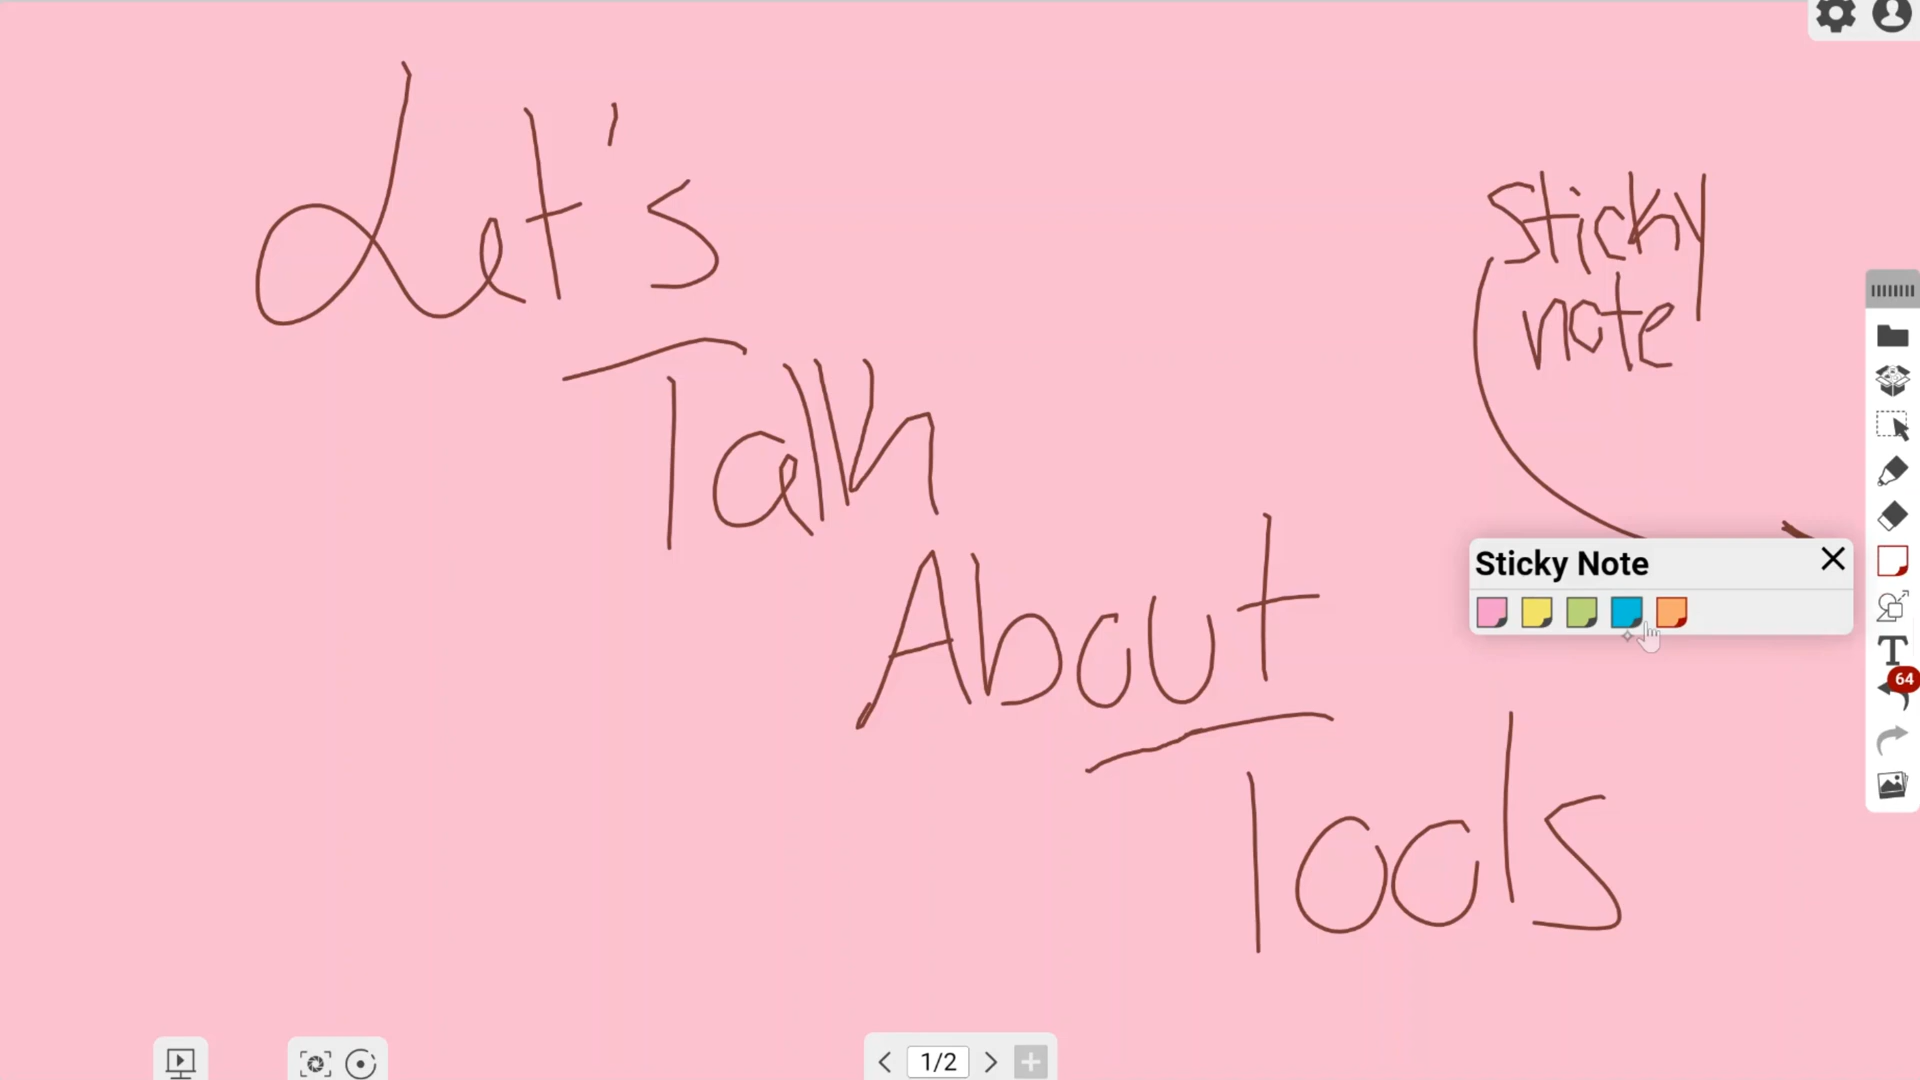 Let's
Talk
About
Tools
Sticky
note
Sticky Note
64
1/2